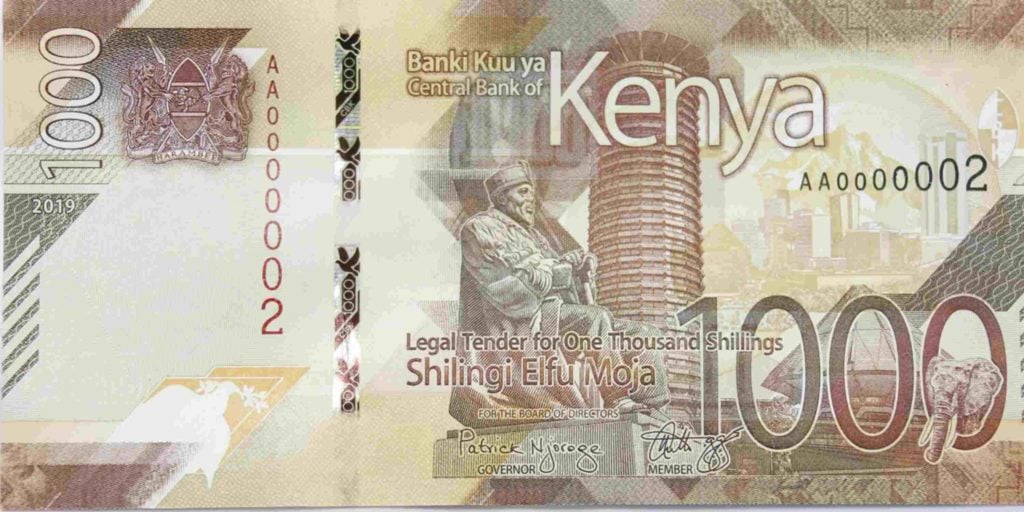 1000
HARAMBEE
AA0000002
2019
1000
1000
1000
Banki Kuu ya
Central Bank of
Kenya
AA0000002
Legal Tender for One Thousand Shillings
Shilingi Elfu Moja
1000
FOR THE BOARD OF DIRECTORS
Patrick Njoroge
GOVERNOR
MEMBER